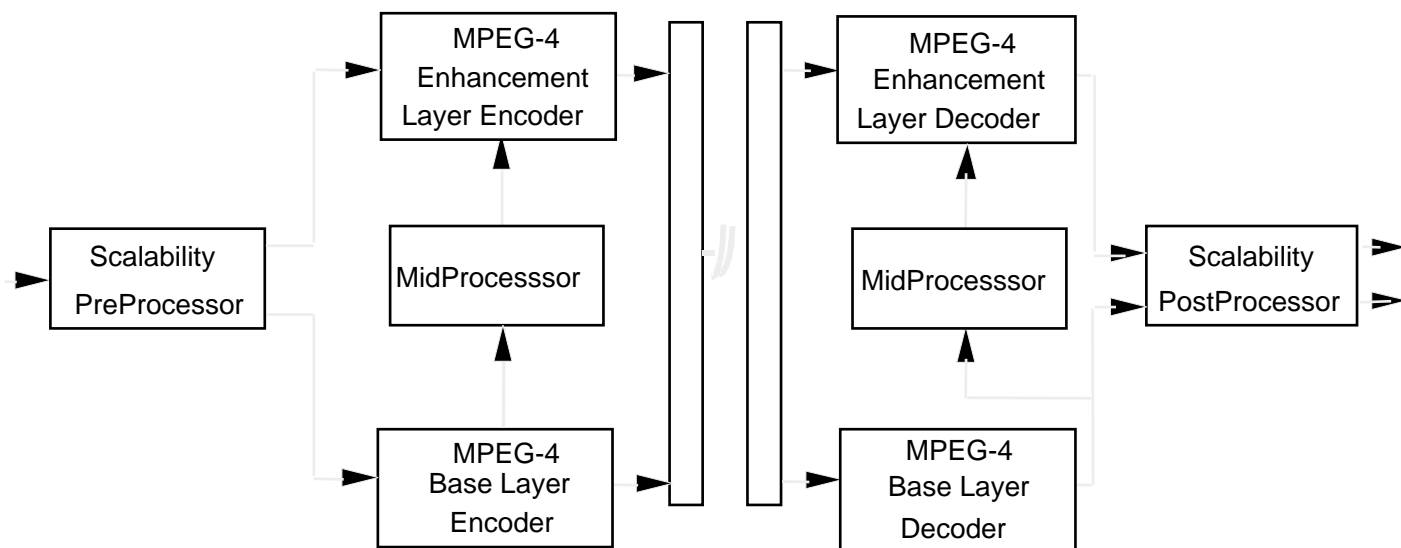 MPEG-4
Enhancement
Layer Encoder
MPEG-4
Enhancement
Layer Decoder
Scalability
PreProcessor
MidProcesssor
MidProcesssor
Scalability
PostProcessor
MPEG-4
Base Layer
Encoder
MPEG-4
Base Layer
Decoder